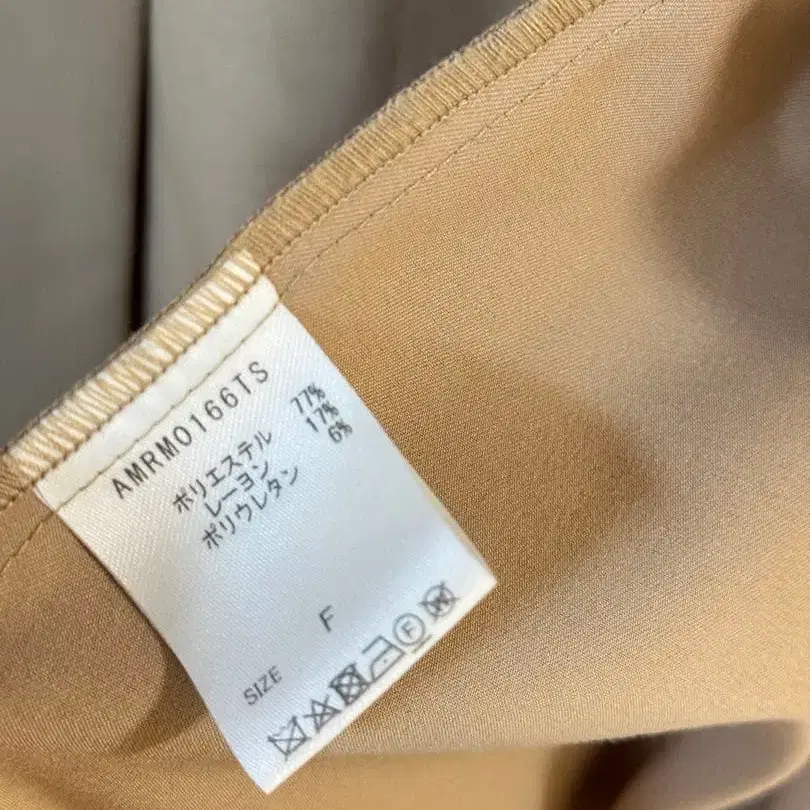 AMRM0166TS
ポリエステル 77%
レーヨン 17%
ポリウレタン 6%
SIZE F
F W